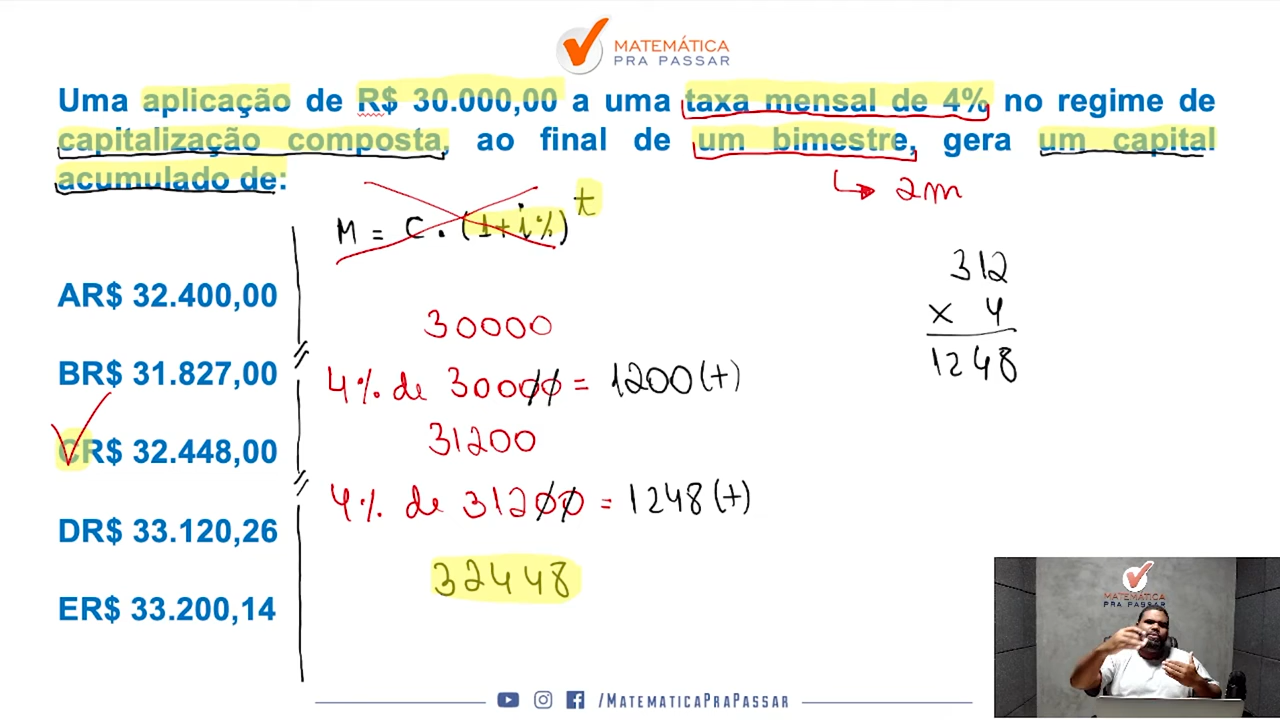 MATEMÁTICA
PRA PASSAR
Uma aplicação de R$ 30.000,00 a uma taxa mensal de 4% no regime de
capitalização composta, ao final de um bimestre, gera um capital
acumulado de:
2m
M = C . (1+i%)^t
AR$ 32.400,00
BR$ 31.827,00
CR$ 32.448,00
DR$ 33.120,26
ER$ 33.200,14
30000
4% de 30000 = 1200 (+)
31200
4% de 31200 = 1248 (+)
32448
312
x 4
1248
MATEMÁTICA
PRA PASSAR
/MATEMATICAPRAPASSAR